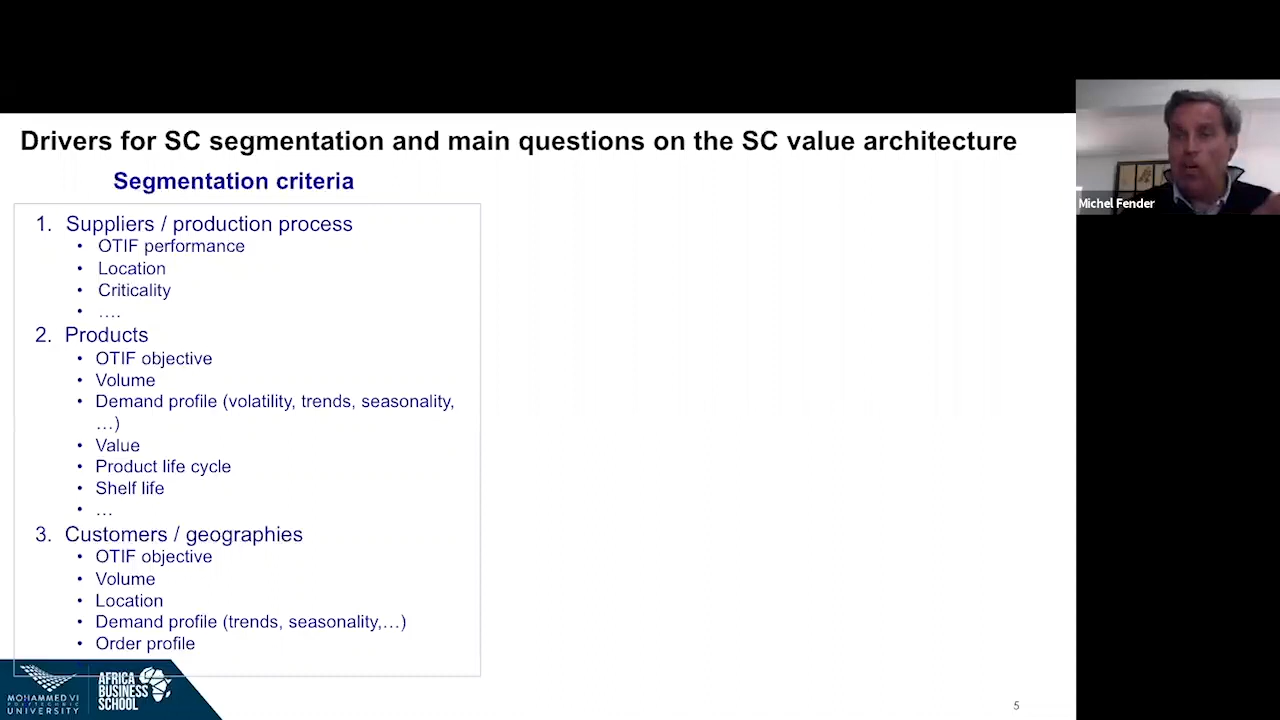 Drivers for SC segmentation and main questions on the SC value architecture
Segmentation criteria
1. Suppliers / production process
• OTIF performance
• Location
• Criticality
• ....
2. Products
• OTIF objective
• Volume
• Demand profile (volatility, trends, seasonality,
…)
• Value
• Product life cycle
• Shelf life
• …
3. Customers / geographies
• OTIF objective
• Volume
• Location
• Demand profile (trends, seasonality,…)
• Order profile
MOHAMMED VI
POLYTECHNIC
UNIVERSITY
AFRICA
BUSINESS
SCHOOL
5
Michel Fender